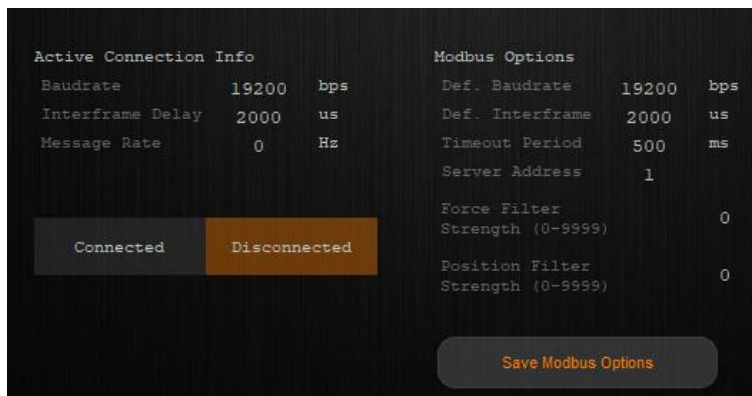 Active Connection Info
Baudrate 19200 bps
Interframe Delay 2000 us
Message Rate 0 Hz
Connected Disconnected
Modbus Options
Def. Baudrate 19200 bps
Def. Interframe 2000 us
Timeout Period 500 ms
Server Address 1
Force Filter
Strength (0-9999) 0
Position Filter
Strength (0-9999) 0
Save Modbus Options